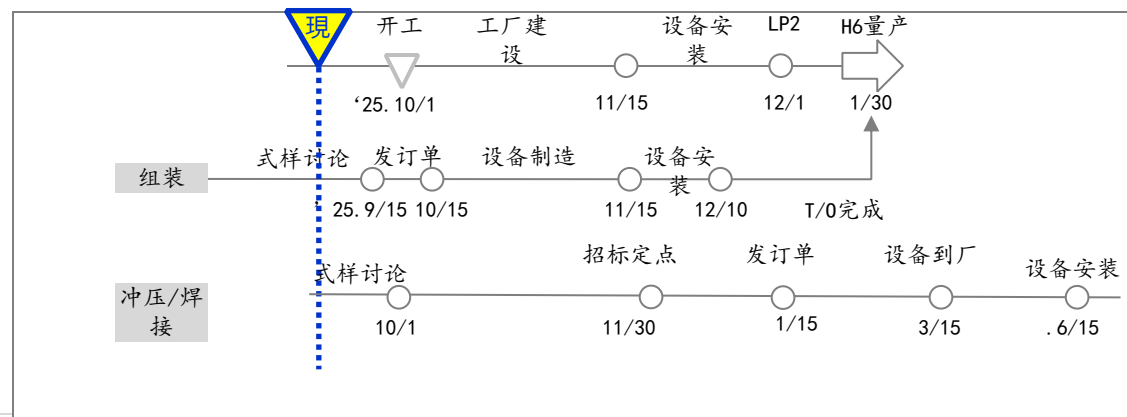 現
开工
工厂建
设
设备安
装
LP2
H6量产
‘25.10/1
11/15
12/1
1/30
组装
式样讨论
发订单
设备制造
设备安
装
‘ 25.9/15
10/15
11/15
12/10
T/O完成
冲压/焊
接
式样讨论
招标定点
发订单
设备到厂
设备安装
10/1
11/30
1/15
3/15
.6/15